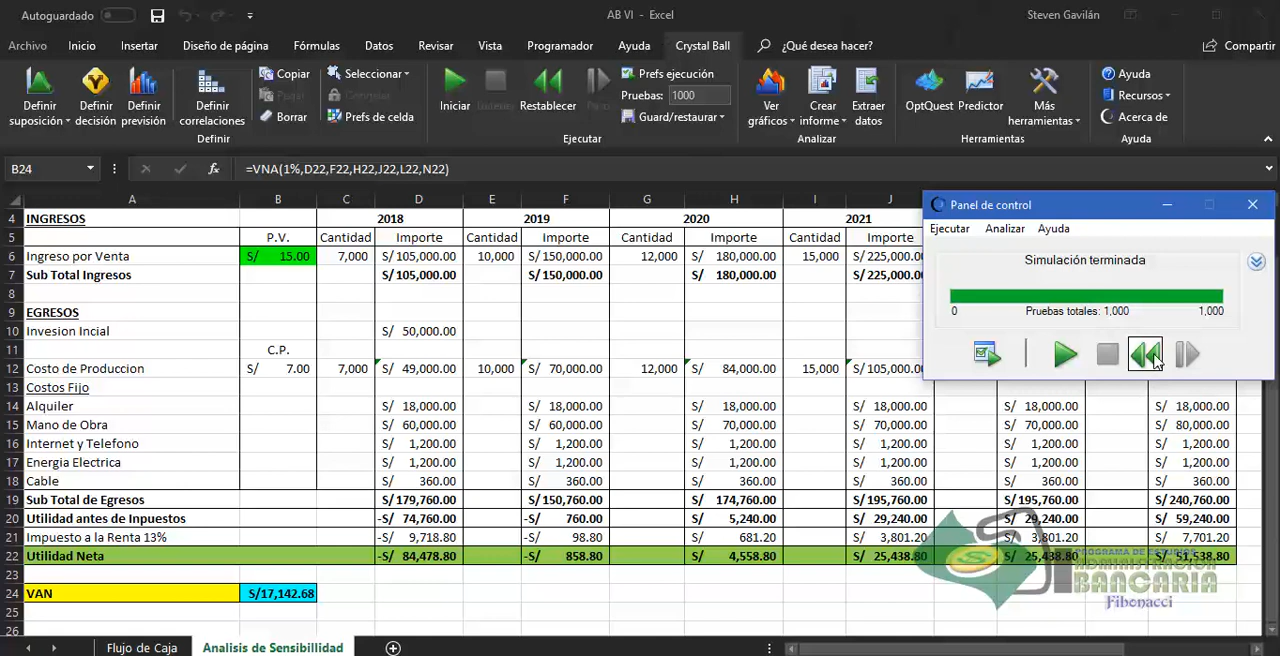 Autoguardado AB VI - Excel Steven Gavilán
Archivo Inicio Insertar Diseño de página Fórmulas Datos Revisar Vista Programador Ayuda Crystal Ball ¿Qué desea hacer? Compartir
Definir suposición Definir decisión Definir previsión Definir correlaciones Copiar Pegar Borrar Seleccionar Prefs de celda
Iniciar Restablecer Prefs ejecución Pruebas: 1000 Guard/restaurar
Ver gráficos Crear informe Extraer datos OptQuest Predictor Más herramientas Ayuda Recursos Acerca de
Definir Ejecutar Analizar Herramientas Ayuda
B24 fx =VNA(1%,D22,F22,H22,J22,L22,N22)
A B C D E F G H I J
4 INGRESOS 2018 2019 2020 2021
5 P.V. Cantidad Importe Cantidad Importe Cantidad Importe Cantidad Importe
6 Ingreso por Venta S/ 15.00 7,000 S/ 105,000.00 10,000 S/ 150,000.00 12,000 S/ 180,000.00 15,000 S/ 225,000.00
7 Sub Total Ingresos S/ 105,000.00 S/ 150,000.00 S/ 180,000.00 S/ 225,000.00
8
9 EGRESOS
10 Invesion Incial S/ 50,000.00
11 C.P.
12 Costo de Produccion S/ 7.00 7,000 S/ 49,000.00 10,000 S/ 70,000.00 12,000 S/ 84,000.00 15,000 S/ 105,000.00
13 Costos Fijo
14 Alquiler S/ 18,000.00 S/ 18,000.00 S/ 18,000.00 S/ 18,000.00 S/ 18,000.00 S/ 18,000.00
15 Mano de Obra S/ 60,000.00 S/ 60,000.00 S/ 70,000.00 S/ 70,000.00 S/ 70,000.00 S/ 80,000.00
16 Internet y Telefono S/ 1,200.00 S/ 1,200.00 S/ 1,200.00 S/ 1,200.00 S/ 1,200.00 S/ 1,200.00
17 Energia Electrica S/ 1,200.00 S/ 1,200.00 S/ 1,200.00 S/ 1,200.00 S/ 1,200.00 S/ 1,200.00
18 Cable S/ 360.00 S/ 360.00 S/ 360.00 S/ 360.00 S/ 360.00 S/ 360.00
19 Sub Total de Egresos S/ 179,760.00 S/ 150,760.00 S/ 174,760.00 S/ 195,760.00 S/ 195,760.00 S/ 240,760.00
20 Utilidad antes de Inpuestos -S/ 74,760.00 -S/ 760.00 S/ 5,240.00 S/ 29,240.00 S/ 29,240.00 S/ 59,240.00
21 Impuesto a la Renta 13% -S/ 9,718.80 -S/ 98.80 S/ 681.20 S/ 3,801.20 S/ 3,801.20 S/ 7,701.20
22 Utilidad Neta -S/ 84,478.80 -S/ 858.80 S/ 4,558.80 S/ 25,438.80 S/ 25,438.80 S/ 51,538.80
23
24 VAN S/17,142.68
25
26
Panel de control
Ejecutar Analizar Ayuda
Simulación terminada
0 Pruebas totales: 1,000 1,000
PROGRAMA DE ESTUDIOS
ADMINISTRACION
BANCARIA
Fibonacci
Flujo de Caja Analisis de Sensibillidad